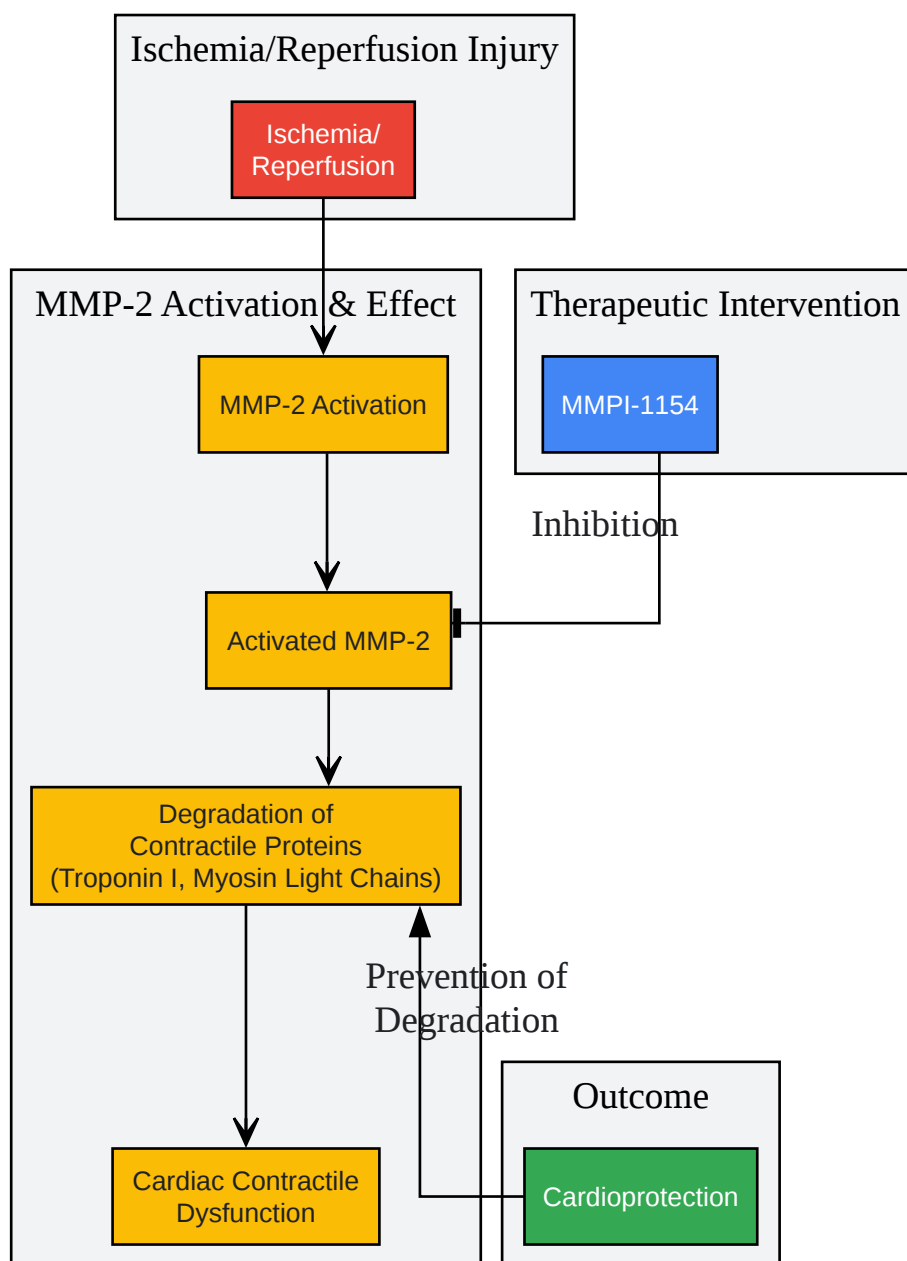 Ischemia/Reperfusion Injury
Ischemia/
Reperfusion
MMP-2 Activation & Effect
Therapeutic Intervention
MMP-2 Activation
MMPI-1154
Inhibition
Activated MMP-2
Degradation of
Contractile Proteins
(Troponin I, Myosin Light Chains)
Prevention of
Degradation
Outcome
Cardiac Contractile
Dysfunction
Cardioprotection